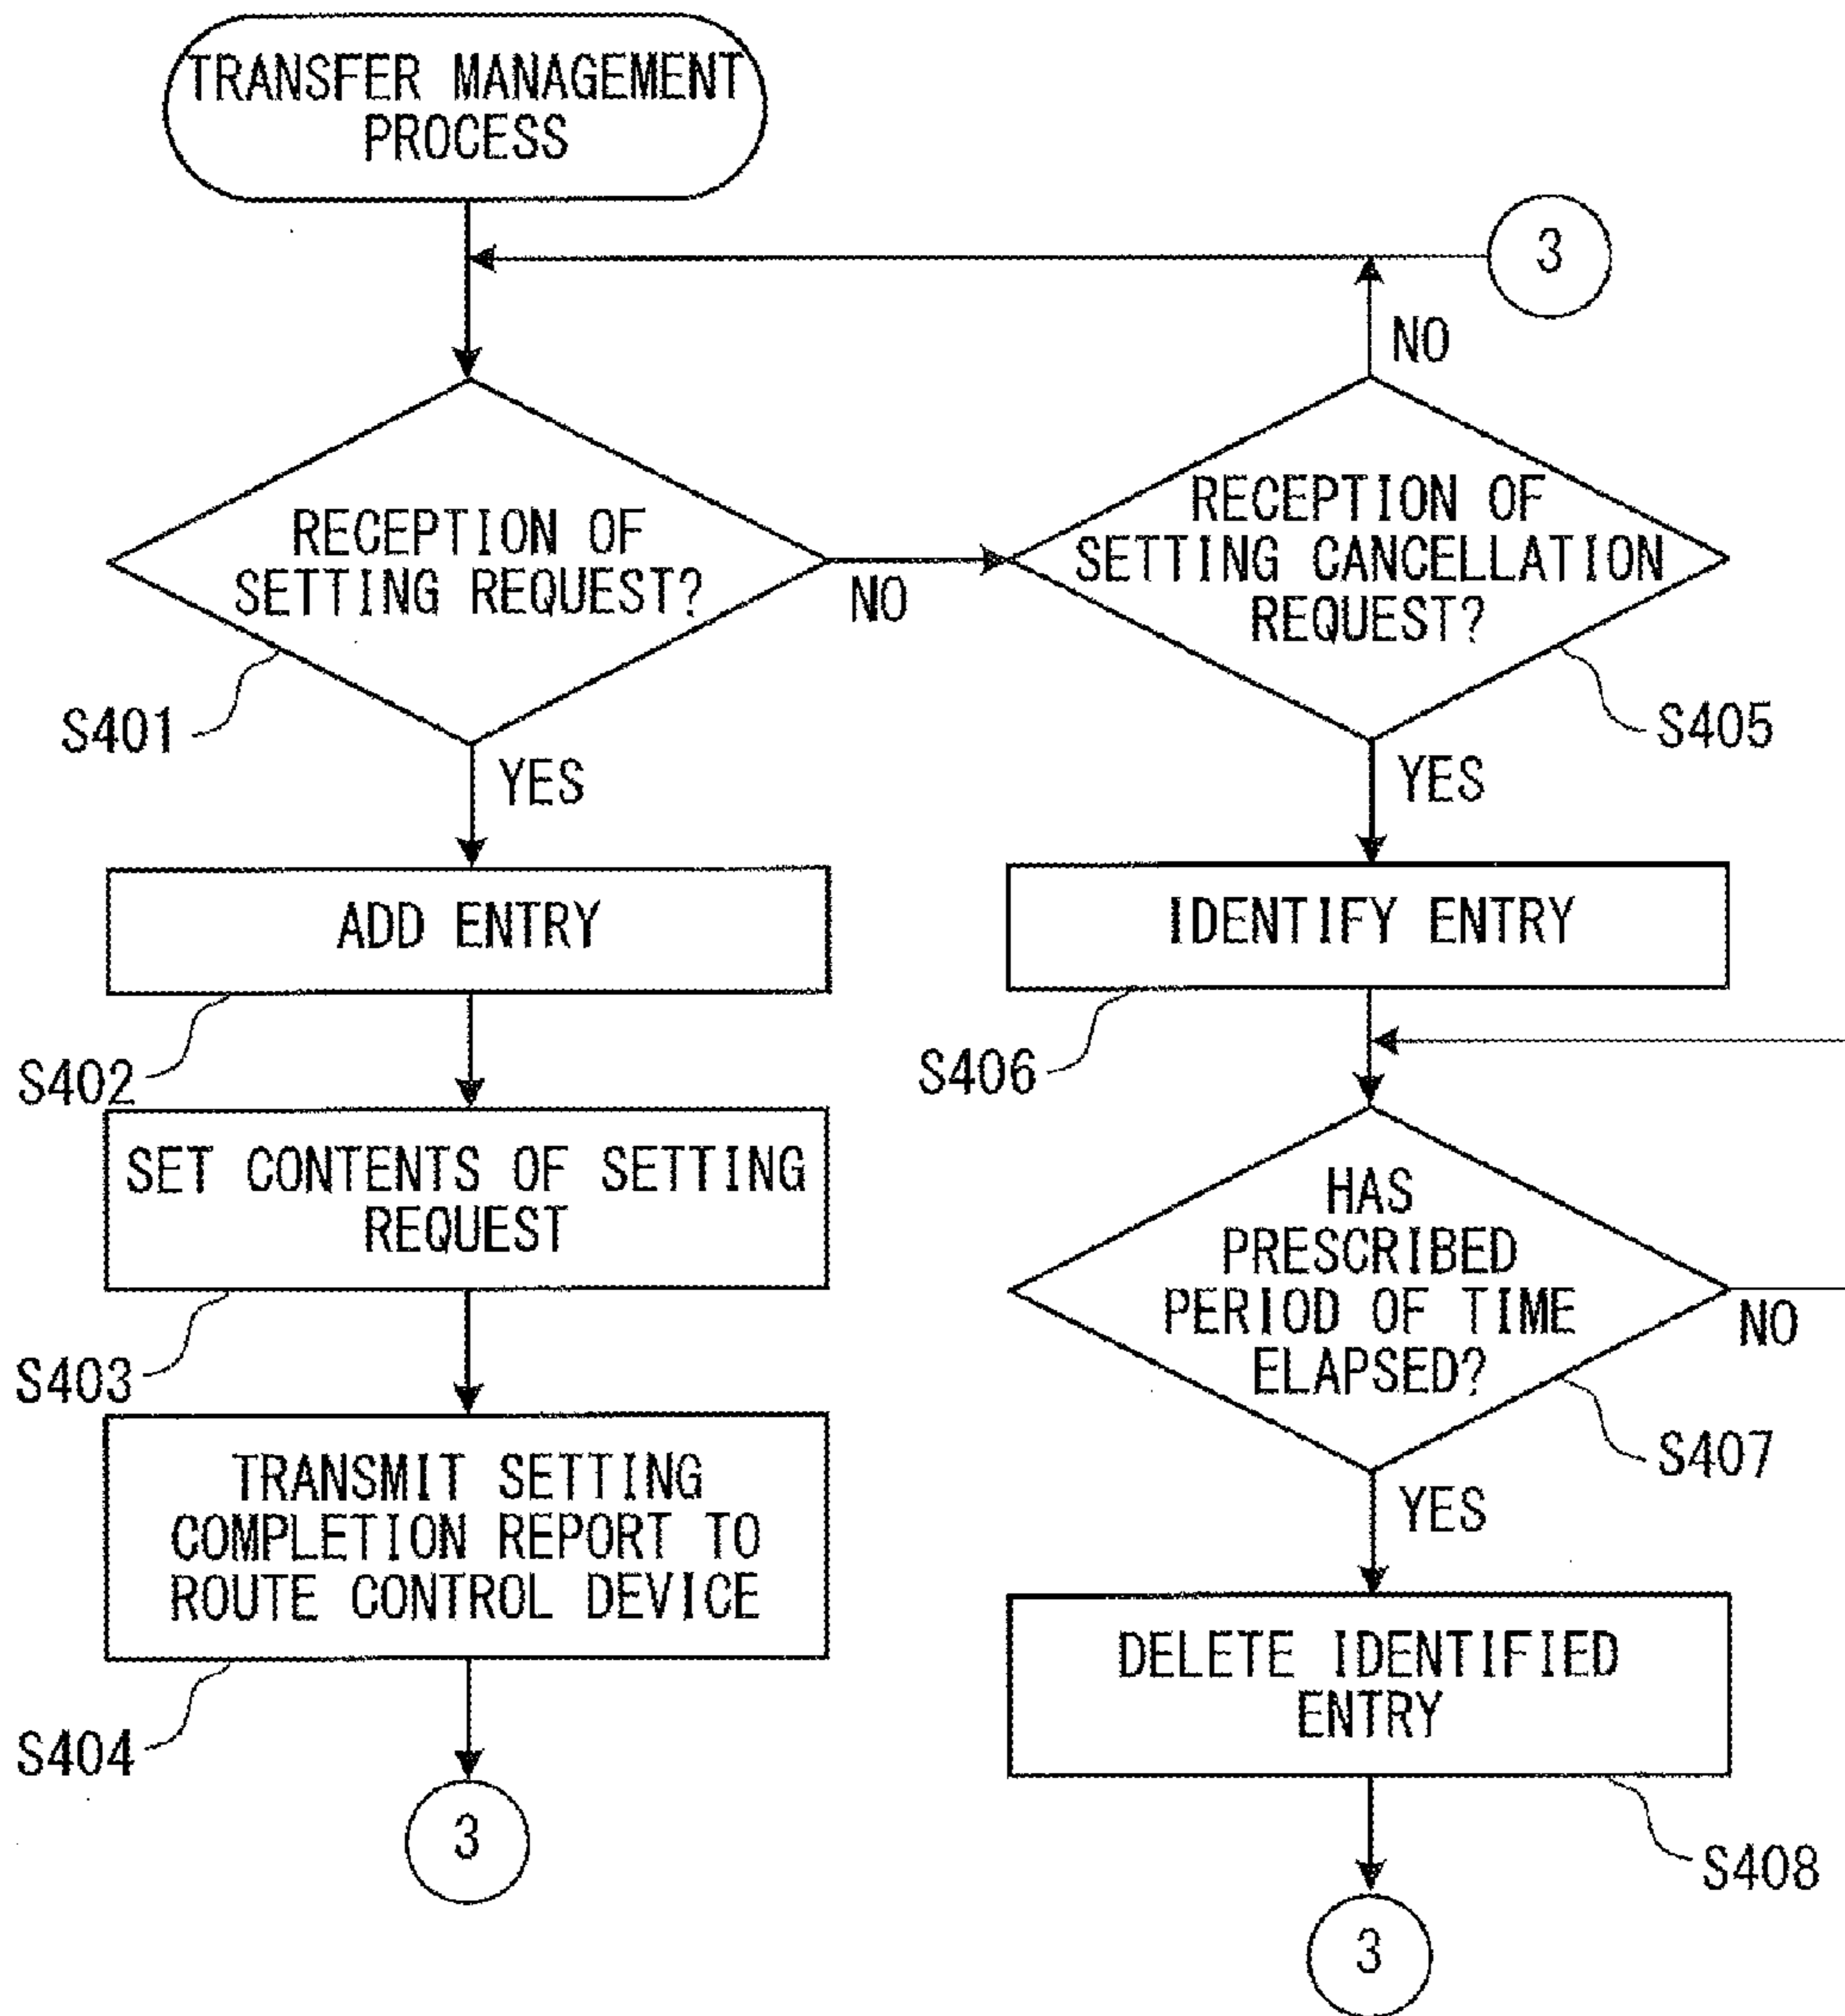 TRANSFER MANAGEMENT
PROCESS
3
NO
RECEPTION OF
SETTING REQUEST?
NO
S401
YES
RECEPTION OF
SETTING CANCELLATION
REQUEST?
S405
YES
ADD ENTRY
S402
IDENTIFY ENTRY
S406
SET CONTENTS OF SETTING
REQUEST
S403
HAS
PRESCRIBED
PERIOD OF TIME
ELAPSED?
NO
S407
YES
TRANSMIT SETTING
COMPLETION REPORT TO
ROUTE CONTROL DEVICE
S404
3
DELETE IDENTIFIED
ENTRY
S408
3